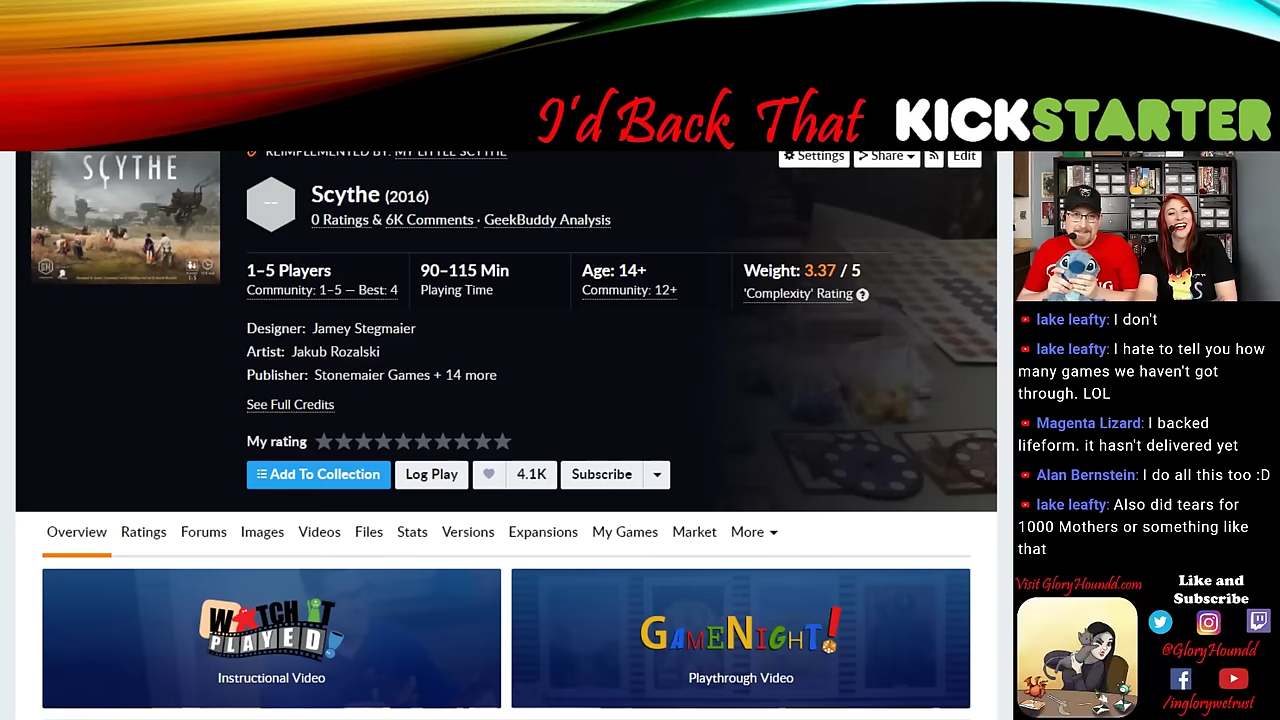 I'd Back That KICKSTARTER
REIMPLEMENTED BY: MY LITTLE SCYTHE
Settings
Share
Edit
SCYTHE
--
Scythe (2016)
0 Ratings & 6K Comments · GeekBuddy Analysis
1–5 Players
Community: 1–5 — Best: 4
90–115 Min
Playing Time
Age: 14+
Community: 12+
Weight: 3.37 / 5
'Complexity' Rating ?
Designer: Jamey Stegmaier
Artist: Jakub Rozalski
Publisher: Stonemaier Games + 14 more
See Full Credits
My rating
Add To Collection
Log Play
4.1K
Subscribe
Overview
Ratings
Forums
Images
Videos
Files
Stats
Versions
Expansions
My Games
Market
More
WATCH IT
PLAYED!
Instructional Video
GAMENIGHT!
Playthrough Video
lake leafty: I don't
lake leafty: I hate to tell you how
many games we haven't got
through. LOL
Magenta Lizard: I backed
lifeform. it hasn't delivered yet
Alan Bernstein: I do all this too :D
lake leafty: Also did tears for
1000 Mothers or something like
that
Visit GloryHoundd.com
Like and
Subscribe
@GloryHoundd
/inglorywetrust